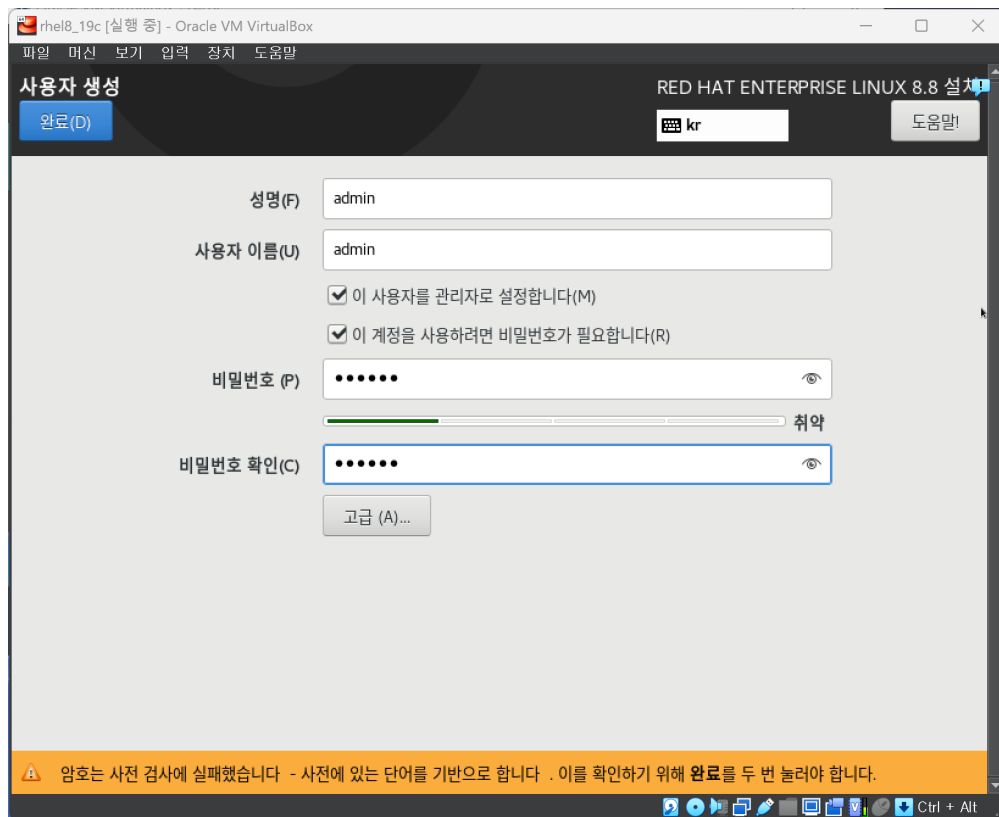 rhel8_19c [실행 중] - Oracle VM VirtualBox
파일 머신 보기 입력 장치 도움말
사용자 생성
RED HAT ENTERPRISE LINUX 8.8 설치
완료(D)
kr
도움말!
성명(F)
admin
사용자 이름(U)
admin
이 사용자를 관리자로 설정합니다(M)
이 계정을 사용하려면 비밀번호가 필요합니다(R)
비밀번호 (P)
••••••
취약
비밀번호 확인(C)
••••••
고급 (A)...
암호는 사전 검사에 실패했습니다 - 사전에 있는 단어를 기반으로 합니다 . 이를 확인하기 위해 완료를 두 번 눌러야 합니다.
Ctrl + Alt